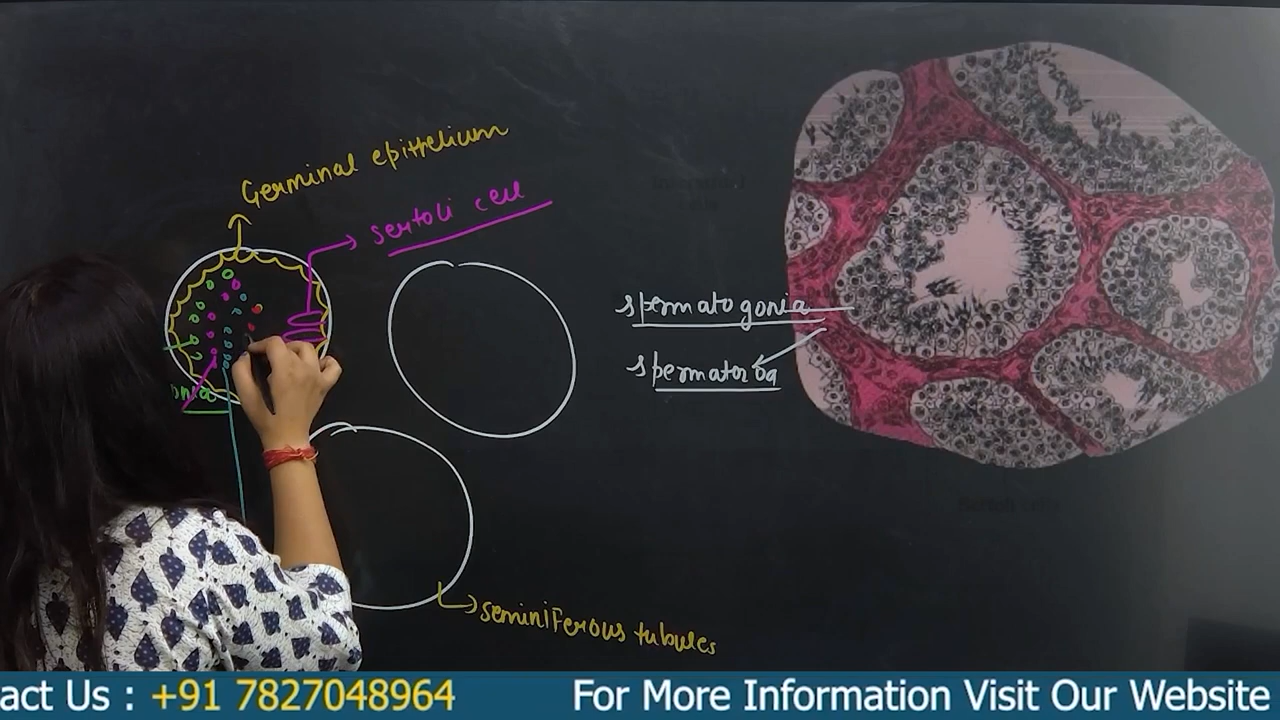 Germinal epithelium
sertoli cell
spermatogonia
spermatozoa
seminiferous tubules
act Us : +91 7827048964 For More Information Visit Our Website